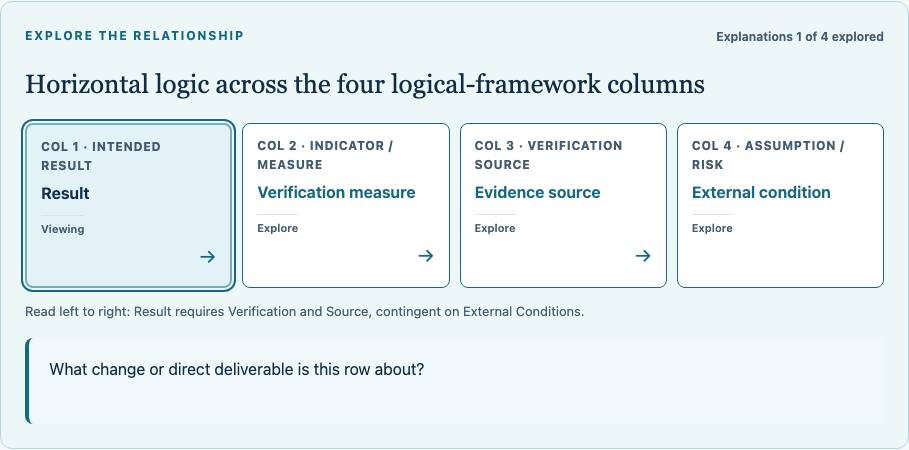 EXPLORE THE RELATIONSHIP
Explanations 1 of 4 explored
Horizontal logic across the four logical-framework columns
COL 1 · INTENDED
RESULT
Result
Viewing
→
COL 2 · INDICATOR /
MEASURE
Verification measure
Explore
→
COL 3 · VERIFICATION
SOURCE
Evidence source
Explore
→
COL 4 · ASSUMPTION /
RISK
External condition
Explore
Read left to right: Result requires Verification and Source, contingent on External Conditions.
What change or direct deliverable is this row about?